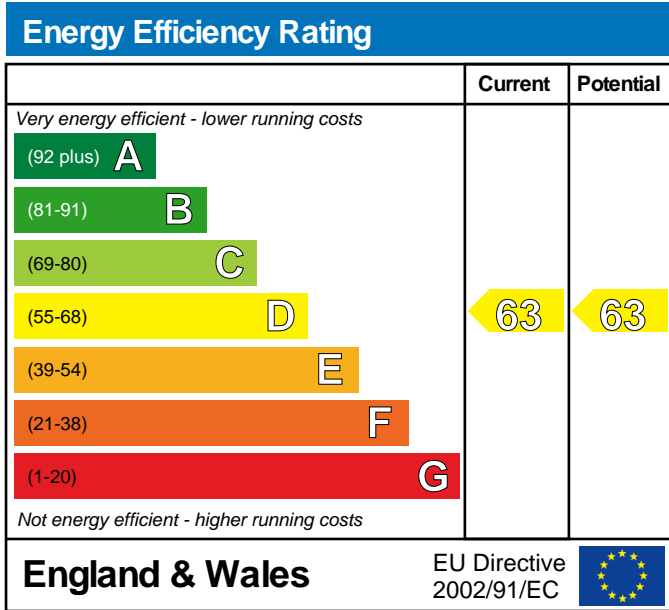 Energy Efficiency Rating
Current Potential
Very energy efficient - lower running costs
(92 plus) A
(81-91) B
(69-80) C
(55-68) D 63 63
(39-54) E
(21-38) F
(1-20) G
Not energy efficient - higher running costs
England & Wales
EU Directive
2002/91/EC